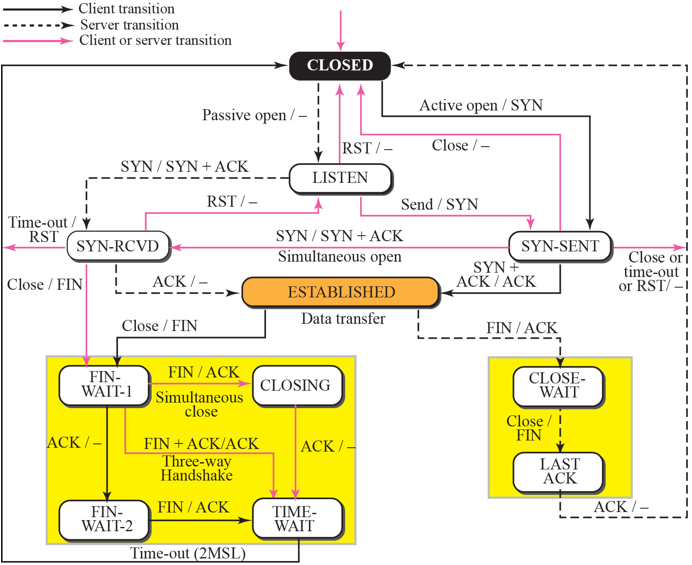 Client transition
Server transition
Client or server transition
CLOSED
Active open / SYN
Passive open / –
RST / –
Close / –
SYN / SYN + ACK
LISTEN
RST / –
Send / SYN
Time-out /
RST
SYN-RCVD
SYN / SYN + ACK
Simultaneous open
SYN-SENT
Close or
time-out
or RST/ –
Close / FIN
ACK / –
SYN +
ACK / ACK
ESTABLISHED
Data transfer
Close / FIN
FIN / ACK
FIN-
WAIT-1
FIN / ACK
Simultaneous
close
CLOSING
CLOSE-
WAIT
Close /
FIN
ACK / –
FIN + ACK/ACK
Three-way
Handshake
ACK / –
LAST
ACK
FIN-
WAIT-2
FIN / ACK
TIME-
WAIT
ACK / –
Time-out (2MSL)